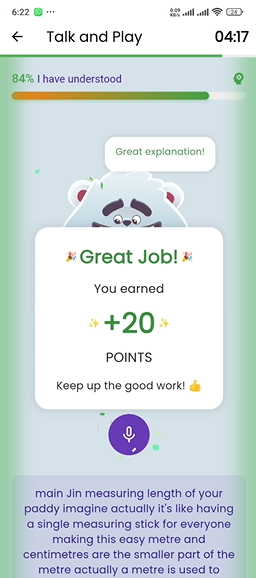 6:22
0.09 KB/s
24
Talk and Play
04:17
84% I have understood
Great explanation!
Great Job!
You earned
+20
POINTS
Keep up the good work! 👍
main Jin measuring length of your
paddy imagine actually it's like having
a single measuring stick for everyone
making this easy metre and
centimetres are the smaller part of the
metre actually a metre is used to